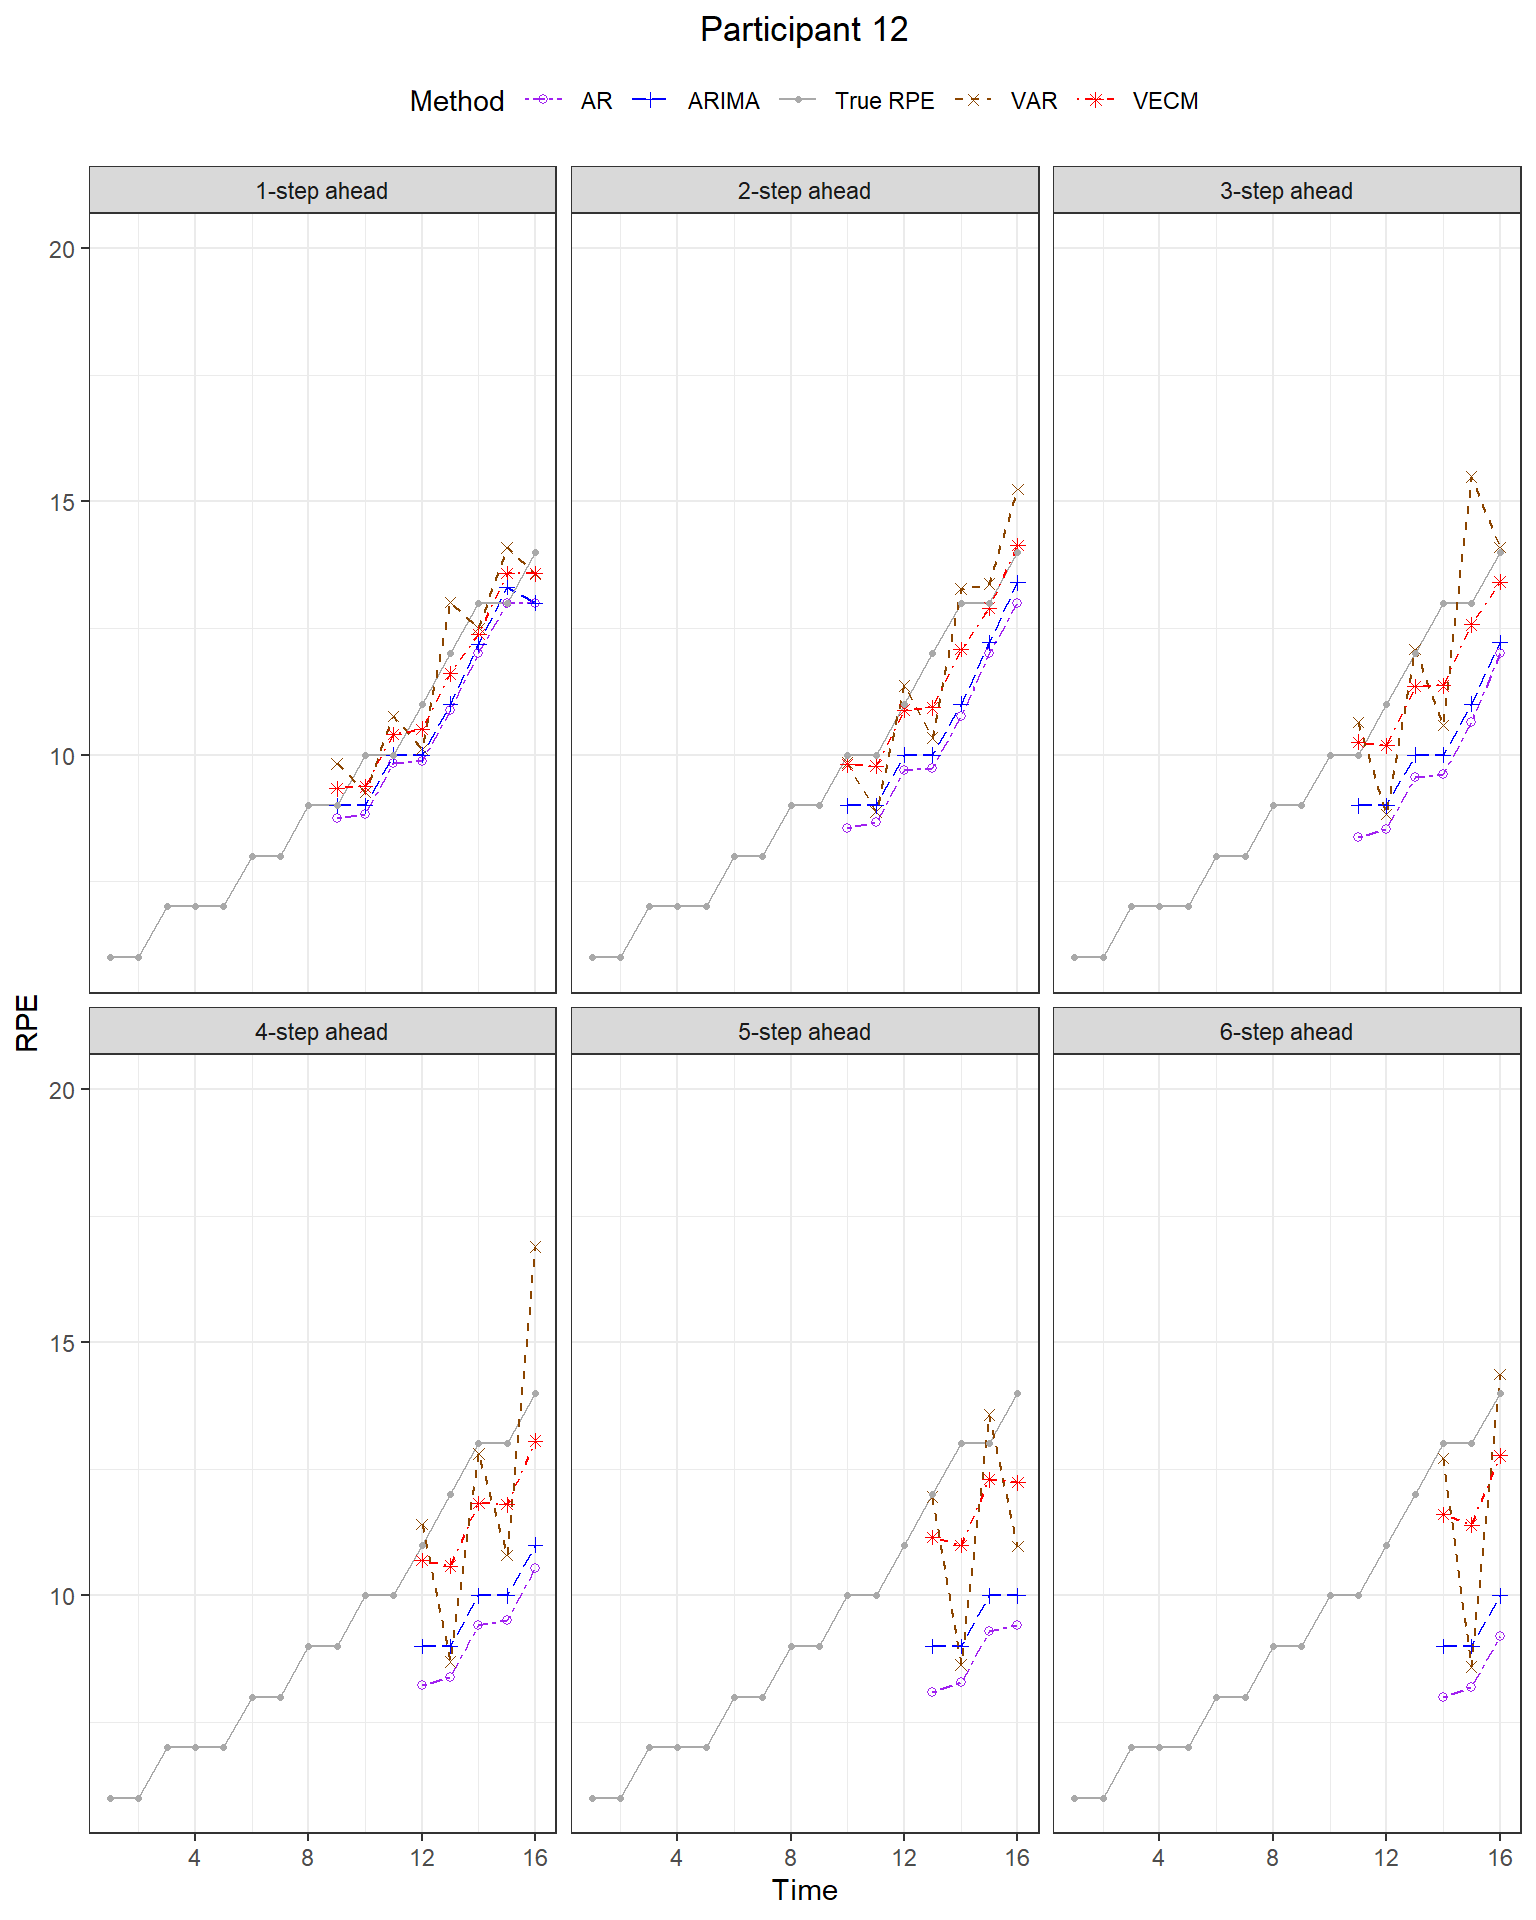 Participant 12
Method AR ARIMA True RPE VAR VECM
1-step ahead 2-step ahead 3-step ahead
20
15
10
RPE
4-step ahead 5-step ahead 6-step ahead
20
15
10
4 8 12 16 4 8 12 16 4 8 12 16
Time